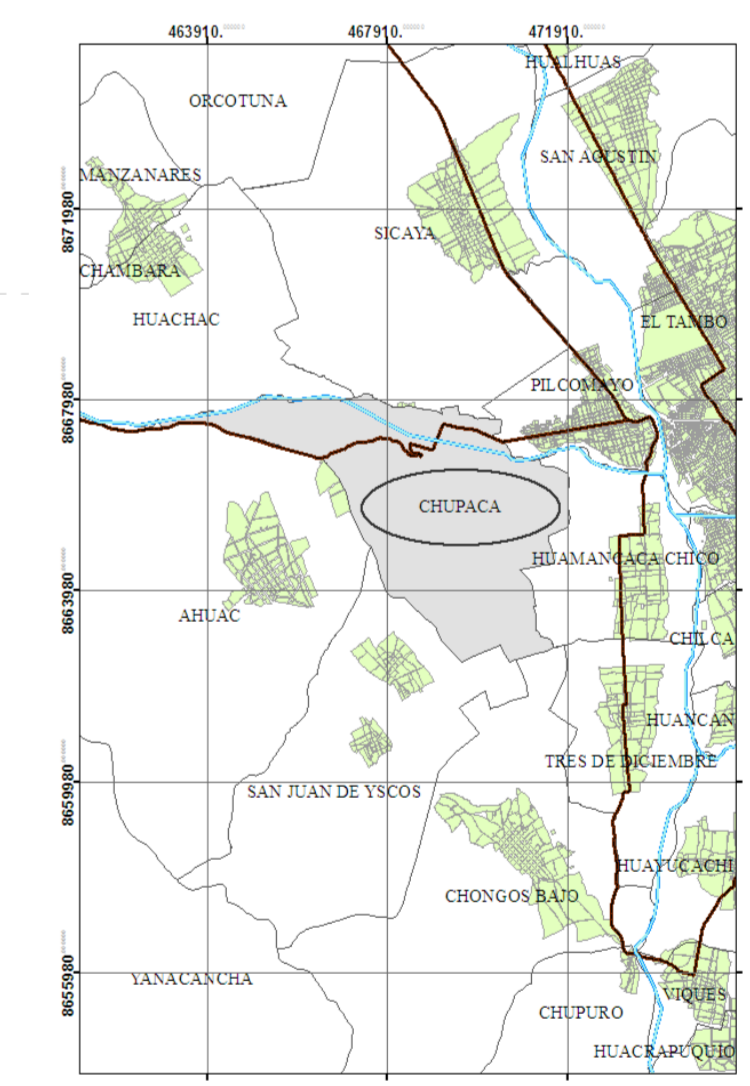 463910.
467910.
471910.
HUALHUAS
ORCOTUNA
SAN AGUSTIN
MANZANARES
8671980
SICAYA
CHAMBARA
HUACHAC
EL TAMBO
PILCOMAYO
8667980
CHUPACA
HUAMANCACA CHICO
8663980
AHUAC
CHILCA
HUANCAN
TRES DE DICIEMBRE
8659980
SAN JUAN DE YSCOS
HUAYUCACHI
CHONGOS BAJO
8655980
YANACANCHA
VIQUES
CHUPURO
HUACRAPUQUIO